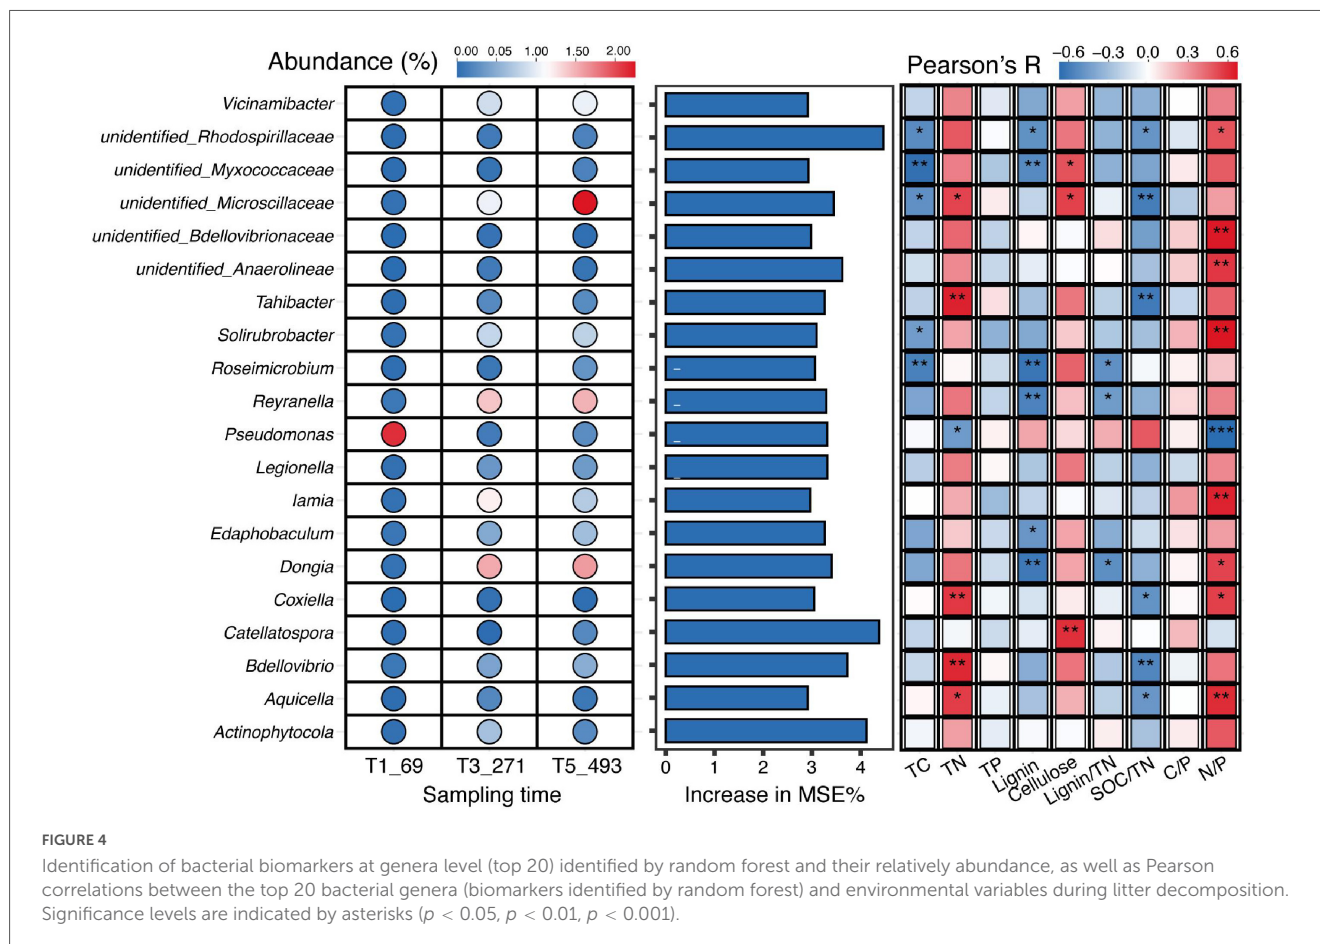 Abundance (%)
0.00 0.05 1.00 1.50 2.00
Pearson's R
−0.6 −0.3 0.0 0.3 0.6
Vicinamibacter
unidentified_Rhodospirillaceae * * * *
unidentified_Myxococcaceae ** ** *
unidentified_Microscillaceae * * * **
unidentified_Bdellovibrionaceae **
unidentified_Anaerolineae **
Tahibacter ** **
Solirubrobacter * **
Roseimicrobium ** ** *
Reyranella ** *
Pseudomonas * ***
Legionella
Iamia **
Edaphobaculum *
Dongia ** * *
Coxiella ** * *
Catellatospora **
Bdellovibrio ** **
Aquicella * * **
Actinophytocola
T1_69 T3_271 T5_493
Sampling time
0 1 2 3 4
Increase in MSE%
TC TN TP Lignin Cellulose Lignin/TN SOC/TN C/P N/P
FIGURE 4
Identification of bacterial biomarkers at genera level (top 20) identified by random forest and their relatively abundance, as well as Pearson
correlations between the top 20 bacterial genera (biomarkers identified by random forest) and environmental variables during litter decomposition.
Significance levels are indicated by asterisks (p < 0.05, p < 0.01, p < 0.001).